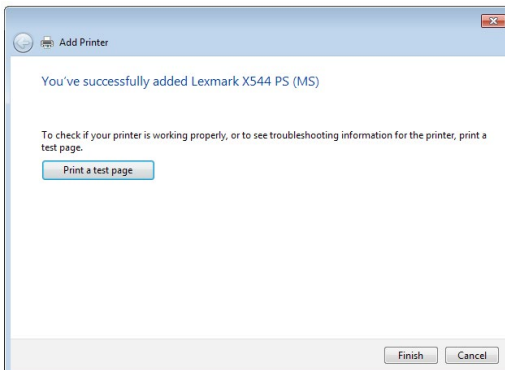 Add Printer
You've successfully added Lexmark X544 PS (MS)
To check if your printer is working properly, or to see troubleshooting information for the printer, print a
test page.
Print a test page
Finish Cancel